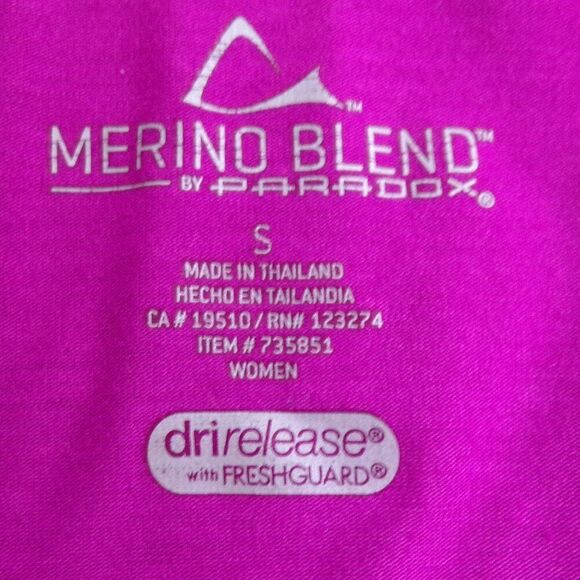 ™
MERINO BLEND™
BY PARADOX®
S
MADE IN THAILAND
HECHO EN TAILANDIA
CA # 19510 / RN# 123274
ITEM # 735851
WOMEN
drirelease®
with FRESHGUARD®